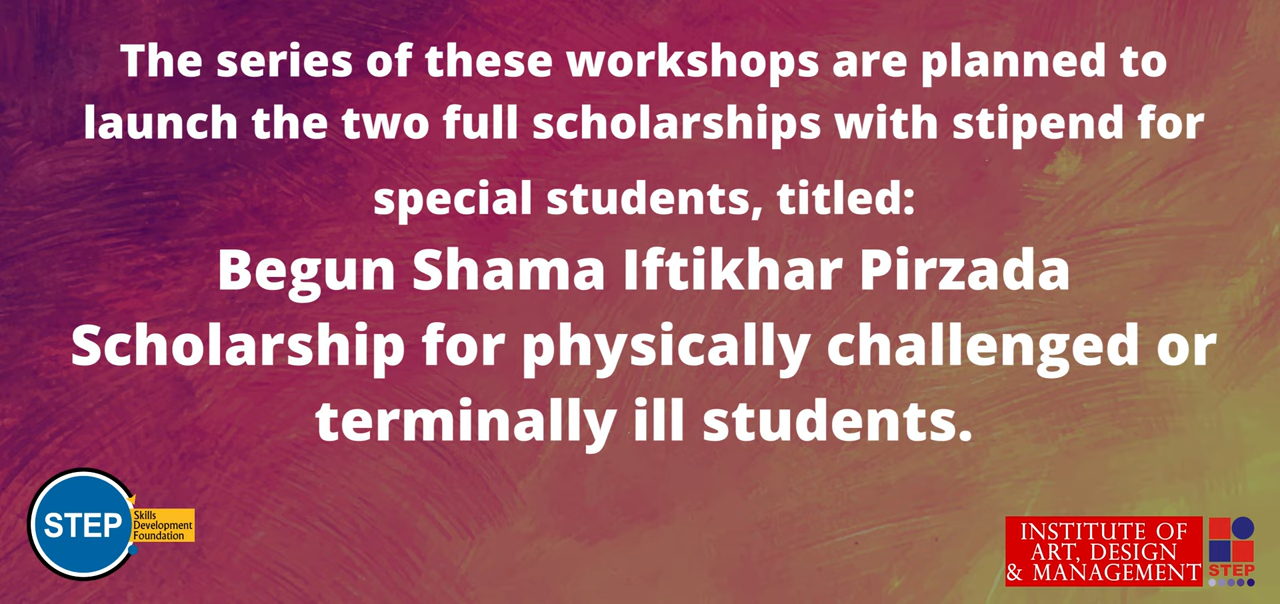 The series of these workshops are planned to
launch the two full scholarships with stipend for
special students, titled:
Begun Shama Iftikhar Pirzada
Scholarship for physically challenged or
terminally ill students.
STEP
Skills
Development
Foundation
INSTITUTE OF
ART, DESIGN
& MANAGEMENT
STEP